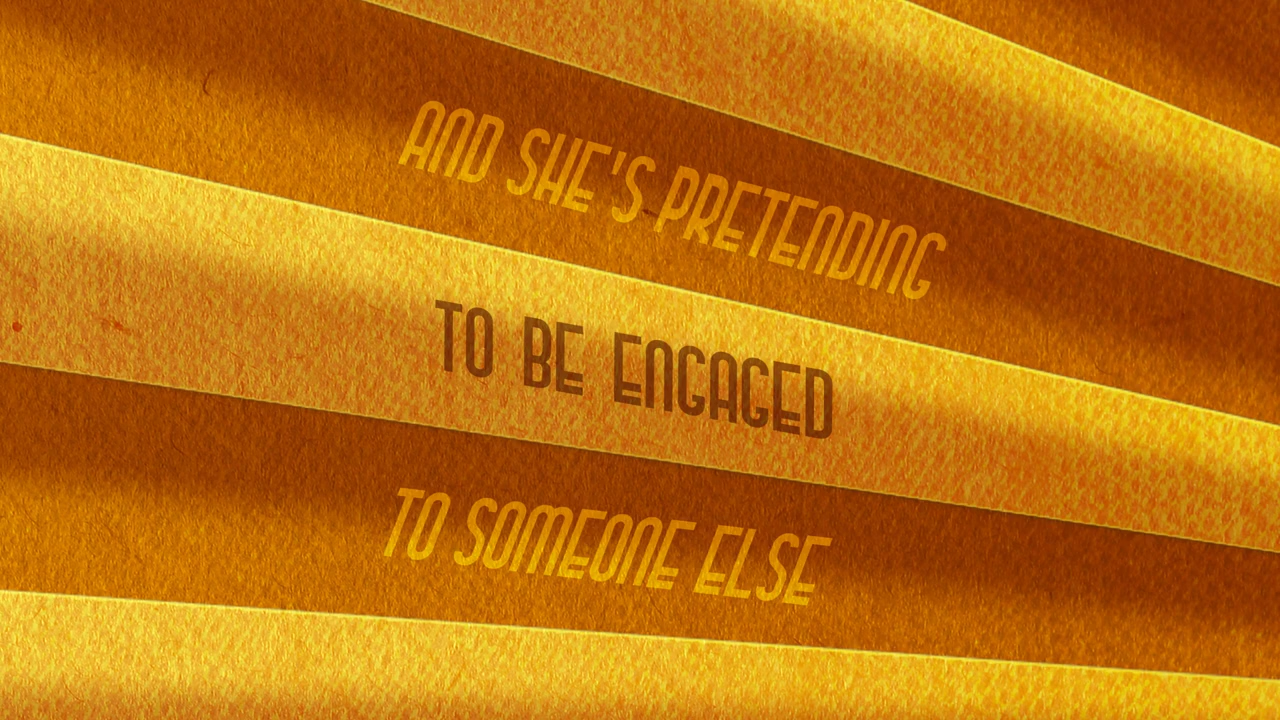 AND SHE'S PRETENDING
TO BE ENGAGED
TO SOMEONE ELSE